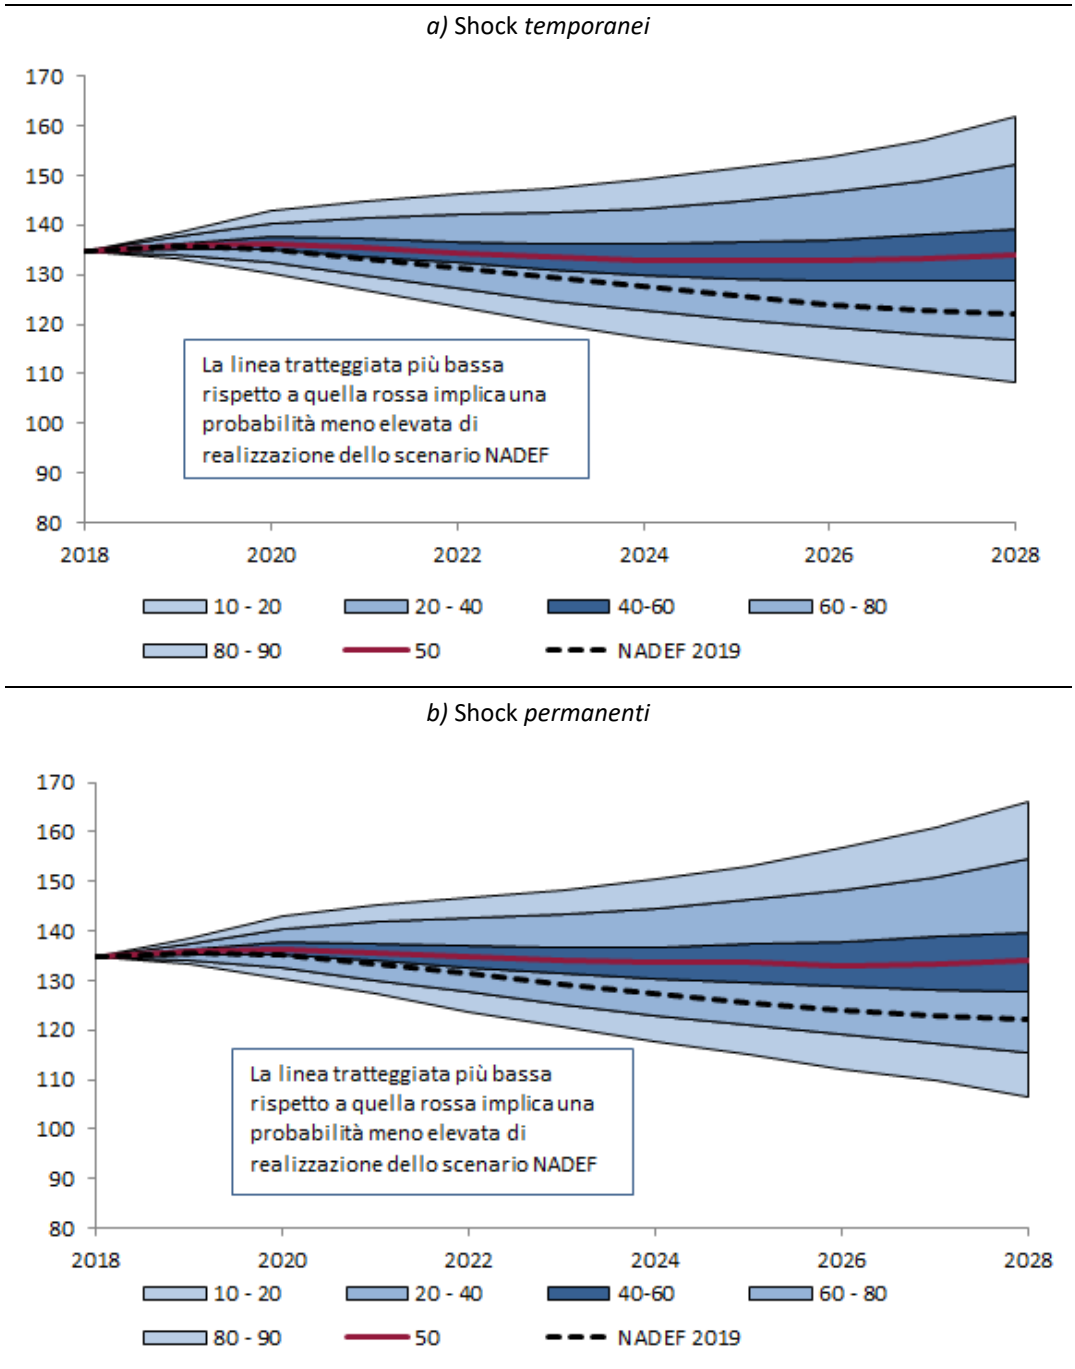 a) Shock temporanei
170
160
150
140
130
120
110
100
90
80
La linea tratteggiata più bassa
rispetto a quella rossa implica una
probabilità meno elevata di
realizzazione dello scenario NADEF
2018 2020 2022 2024 2026 2028
10 - 20 20 - 40 40-60 60 - 80
80 - 90 50 NADEF 2019
b) Shock permanenti
170
160
150
140
130
120
110
100
90
80
La linea tratteggiata più bassa
rispetto a quella rossa implica una
probabilità meno elevata di
realizzazione dello scenario NADEF
2018 2020 2022 2024 2026 2028
10 - 20 20 - 40 40-60 60 - 80
80 - 90 50 NADEF 2019